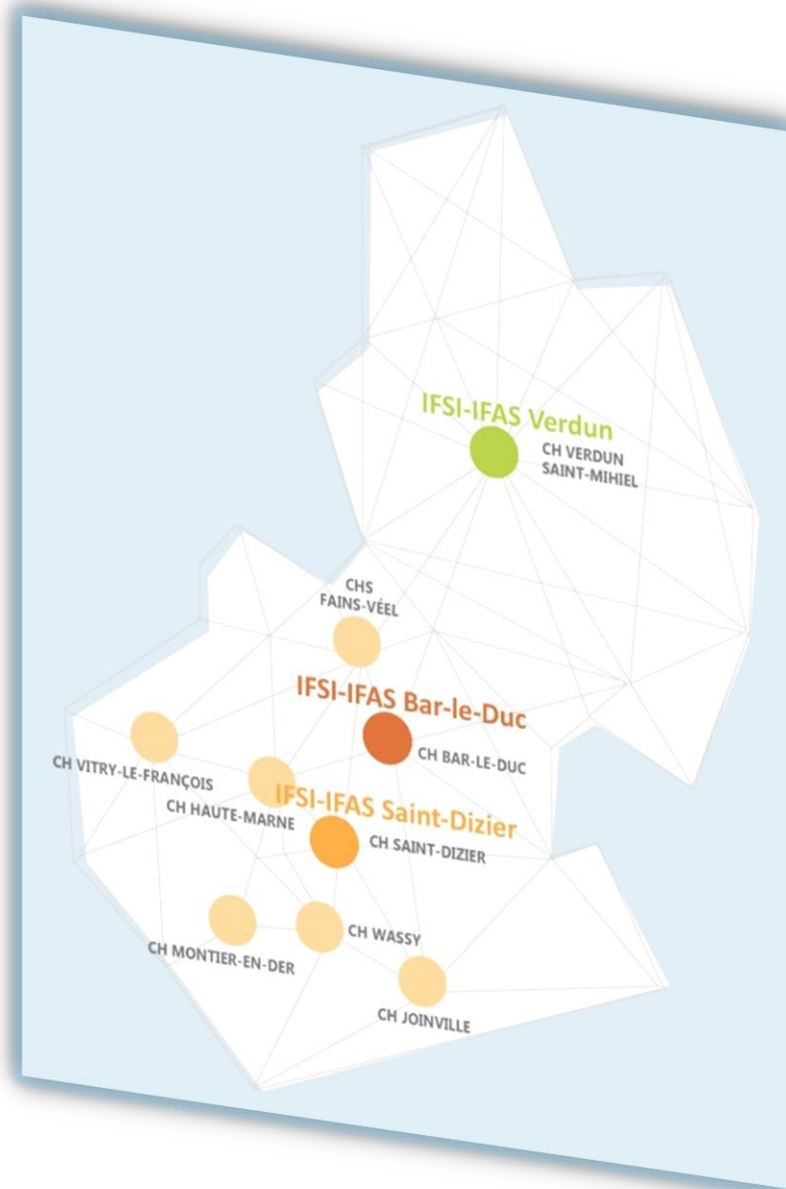 IFSI-IFAS Verdun
CH VERDUN
SAINT-MIHIEL
CHS
FAINS-VÉEL
IFSI-IFAS Bar-le-Duc
CH BAR-LE-DUC
CH VITRY-LE-FRANÇOIS
CH HAUTE-MARNE
IFSI-IFAS Saint-Dizier
CH SAINT-DIZIER
CH WASSY
CH MONTIER-EN-DER
CH JOINVILLE